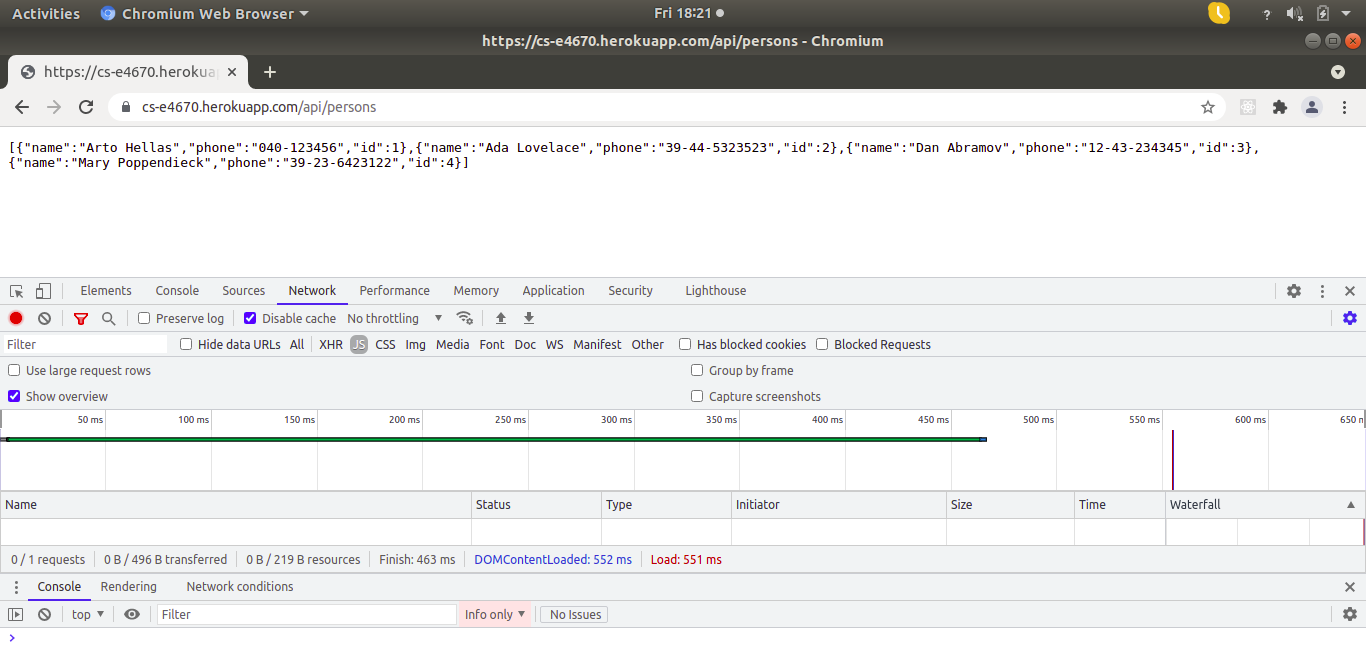 Activities Chromium Web Browser Fri 18:21 ?
https://cs-e4670.herokuapp.com/api/persons - Chromium
https://cs-e4670.herokua
cs-e4670.herokuapp.com/api/persons
[{"name":"Arto Hellas","phone":"040-123456","id":1},{"name":"Ada Lovelace","phone":"39-44-5323523","id":2},{"name":"Dan Abramov","phone":"12-43-234345","id":3},
{"name":"Mary Poppendieck","phone":"39-23-6423122","id":4}]
Elements Console Sources Network Performance Memory Application Security Lighthouse
Preserve log Disable cache No throttling
Filter Hide data URLs All XHR JS CSS Img Media Font Doc WS Manifest Other Has blocked cookies Blocked Requests
Use large request rows Group by frame
Show overview Capture screenshots
50 ms 100 ms 150 ms 200 ms 250 ms 300 ms 350 ms 400 ms 450 ms 500 ms 550 ms 600 ms 650 m
Name Status Type Initiator Size Time Waterfall
0 / 1 requests 0 B / 496 B transferred 0 B / 219 B resources Finish: 463 ms DOMContentLoaded: 552 ms Load: 551 ms
Console Rendering Network conditions
top Filter Info only No Issues